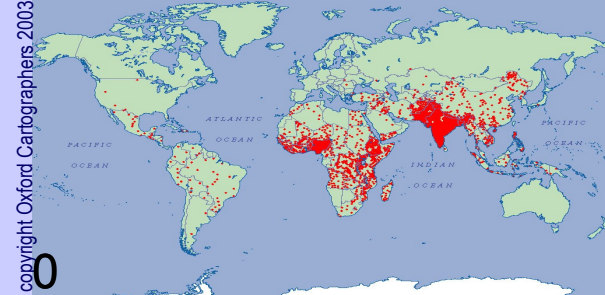 copyright Oxford Cartographers 2003
ATLANTIC
OCEAN
PACIFIC
OCEAN
PACIFIC
OCEAN
INDIAN
OCEAN
0